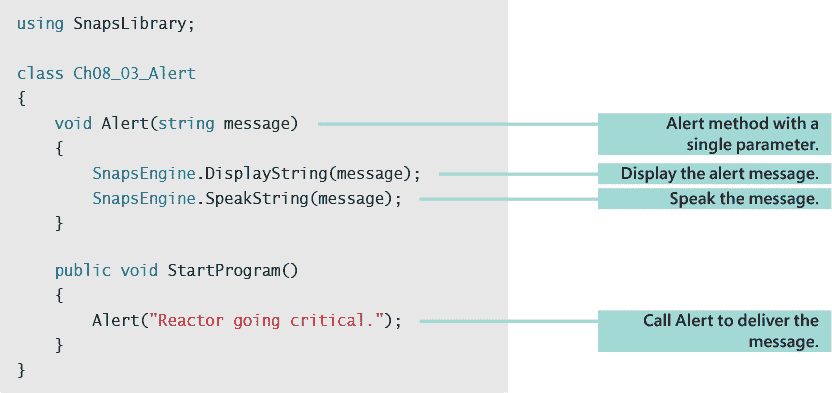 using SnapsLibrary;
class Ch08_03_Alert
{
void Alert(string message)
Alert method with a
single parameter.
{
SnapsEngine.DisplayString(message);
Display the alert message.
SnapsEngine.SpeakString(message);
Speak the message.
}
public void StartProgram()
{
Alert("Reactor going critical.");
Call Alert to deliver the
message.
}
}